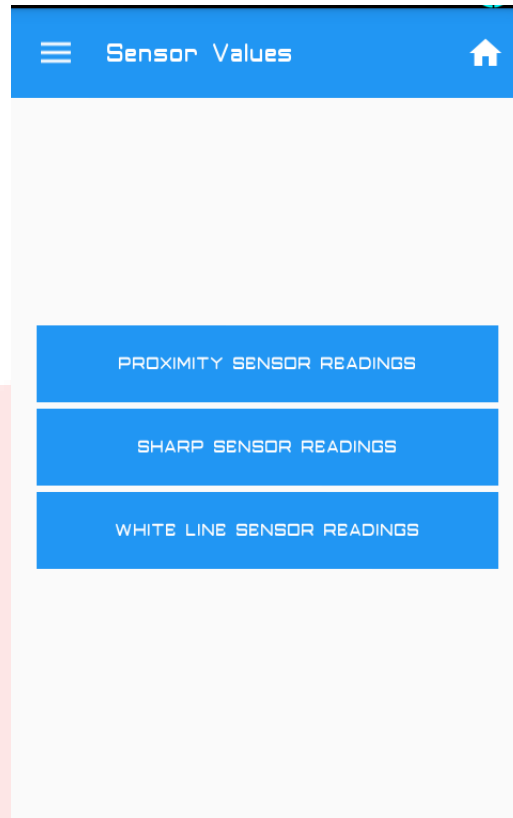 Sensor Values
PROXIMITY SENSOR READINGS
SHARP SENSOR READINGS
WHITE LINE SENSOR READINGS